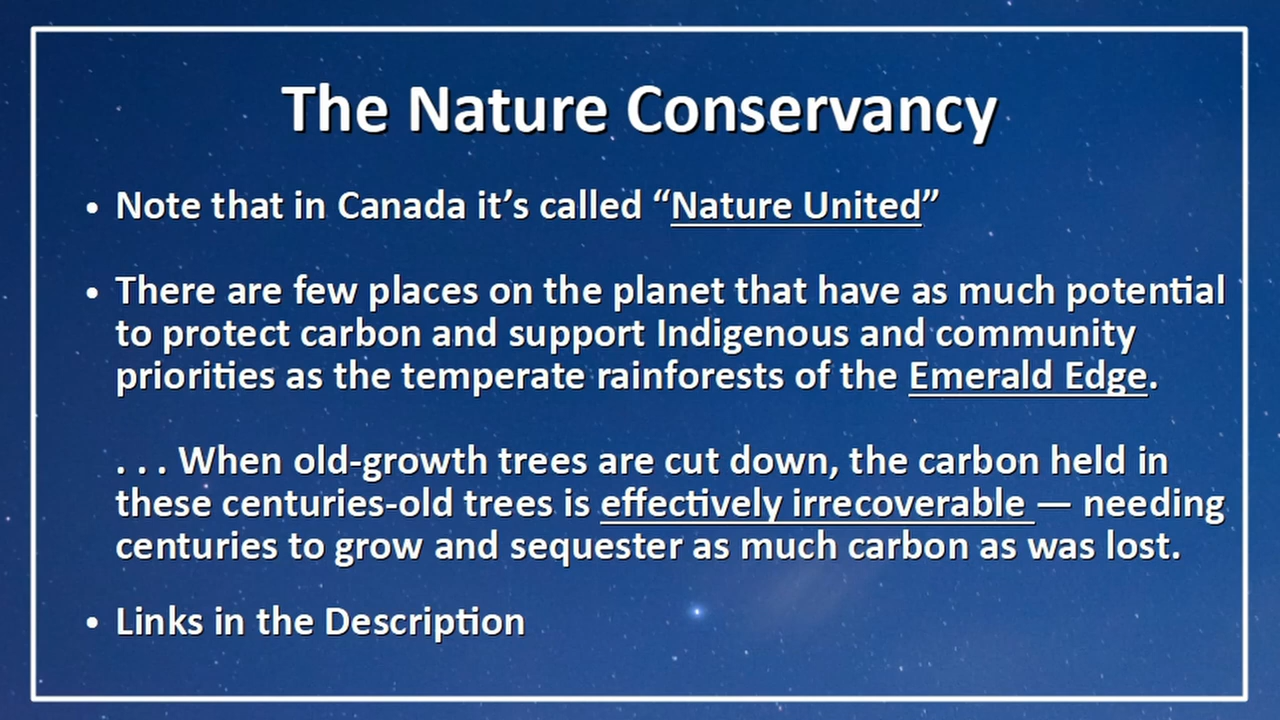 The Nature Conservancy
• Note that in Canada it’s called “Nature United”
• There are few places on the planet that have as much potential
to protect carbon and support Indigenous and community
priorities as the temperate rainforests of the Emerald Edge.
. . . When old-growth trees are cut down, the carbon held in
these centuries-old trees is effectively irrecoverable — needing
centuries to grow and sequester as much carbon as was lost.
• Links in the Description